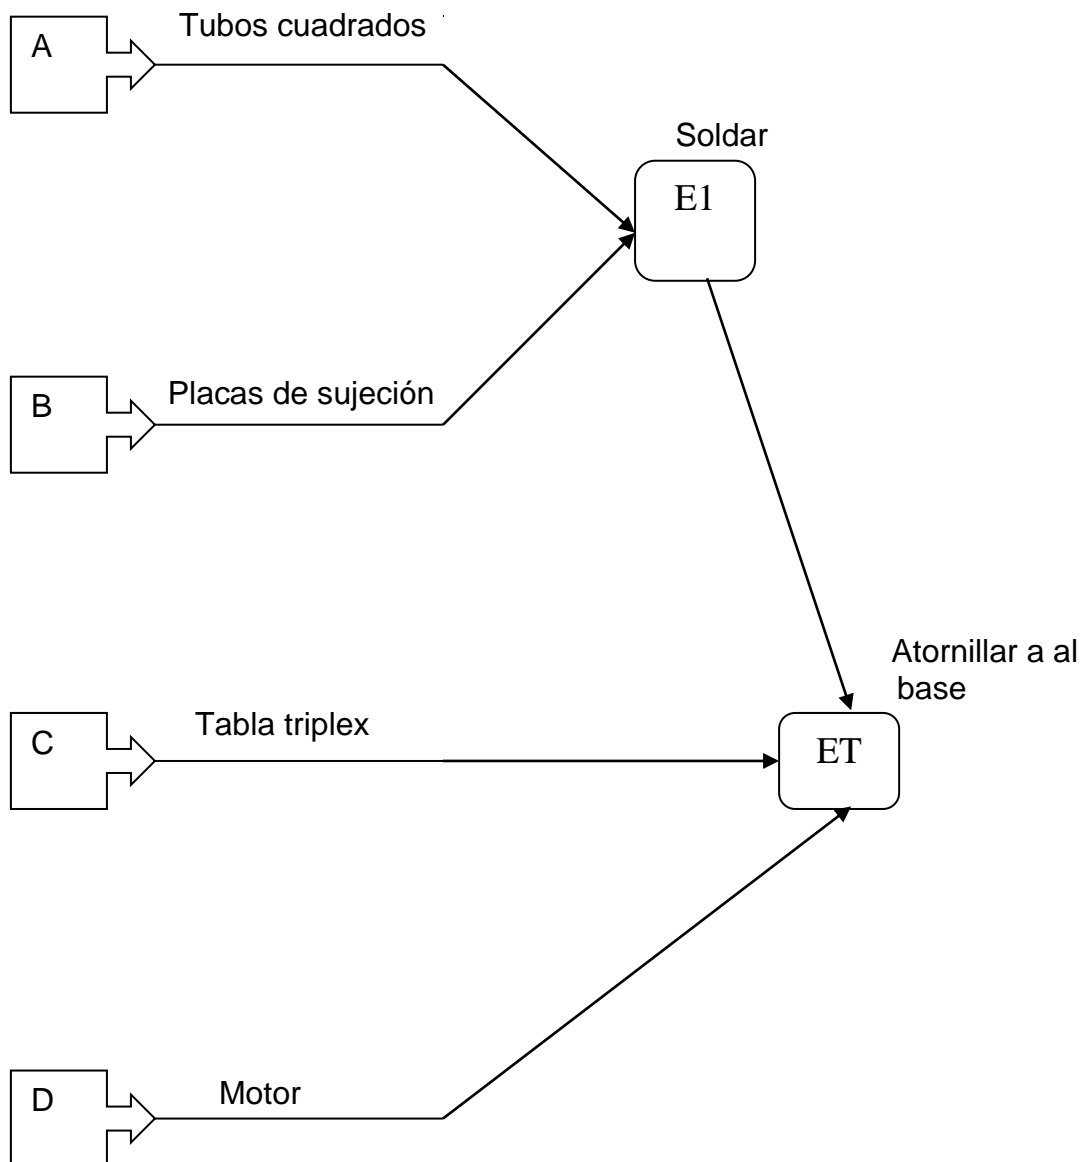 A
Tubos cuadrados
Soldar
E1
B
Placas de sujeción
Atornillar a al
base
C
Tabla triplex
ET
D
Motor